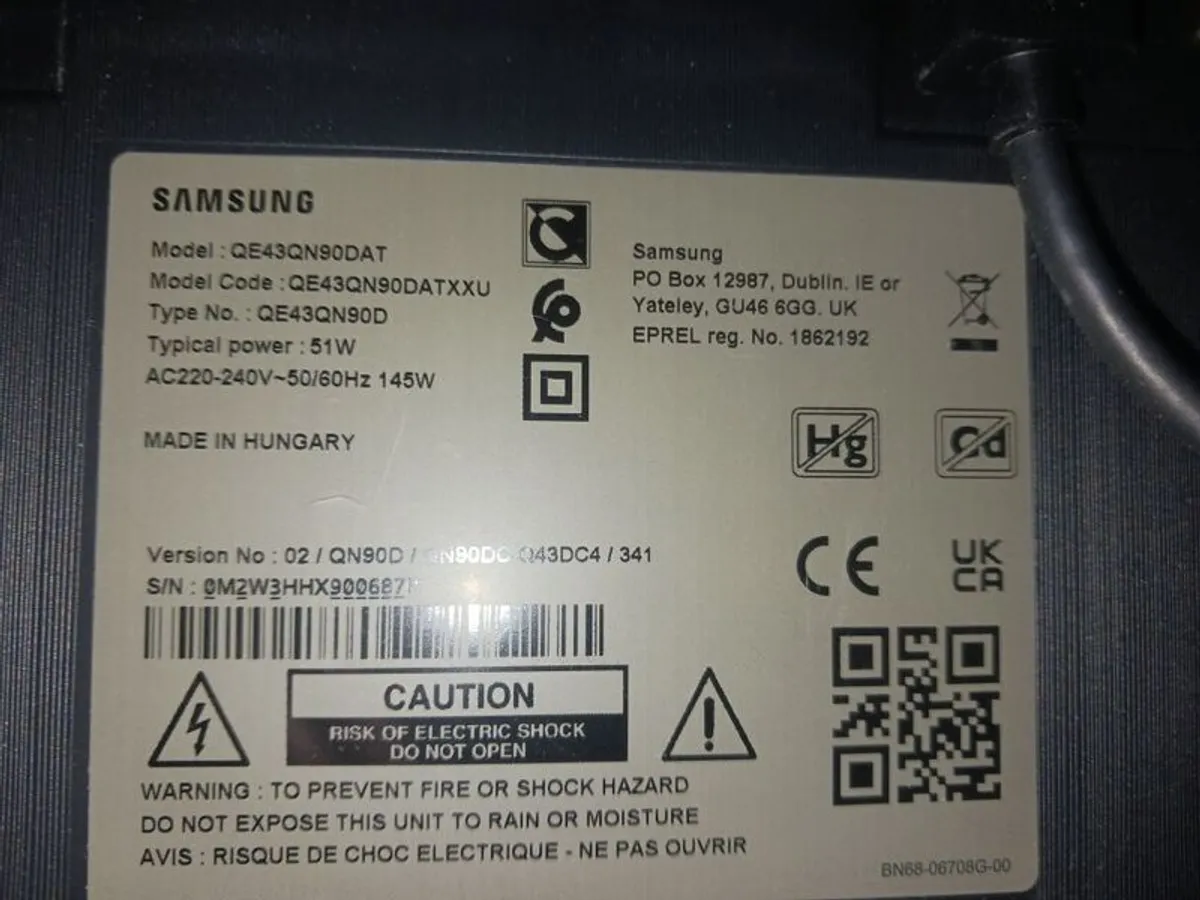 SAMSUNG
Model : QE43QN90DAT
Model Code : QE43QN90DATXXU
Type No. : QE43QN90D
Typical power : 51W
AC220-240V~50/60Hz 145W
MADE IN HUNGARY
Samsung
PO Box 12987, Dublin. IE or
Yateley, GU46 6GG. UK
EPREL reg. No. 1862192
Hg
Cd
Version No : 02 / QN90D / Q43DC4 / 341
S/N : 0M2W3HHX900687
CE
UK
CA
CAUTION
RISK OF ELECTRIC SHOCK
DO NOT OPEN
WARNING : TO PREVENT FIRE OR SHOCK HAZARD
DO NOT EXPOSE THIS UNIT TO RAIN OR MOISTURE
AVIS : RISQUE DE CHOC ELECTRIQUE - NE PAS OUVRIR
BN68-06708G-00